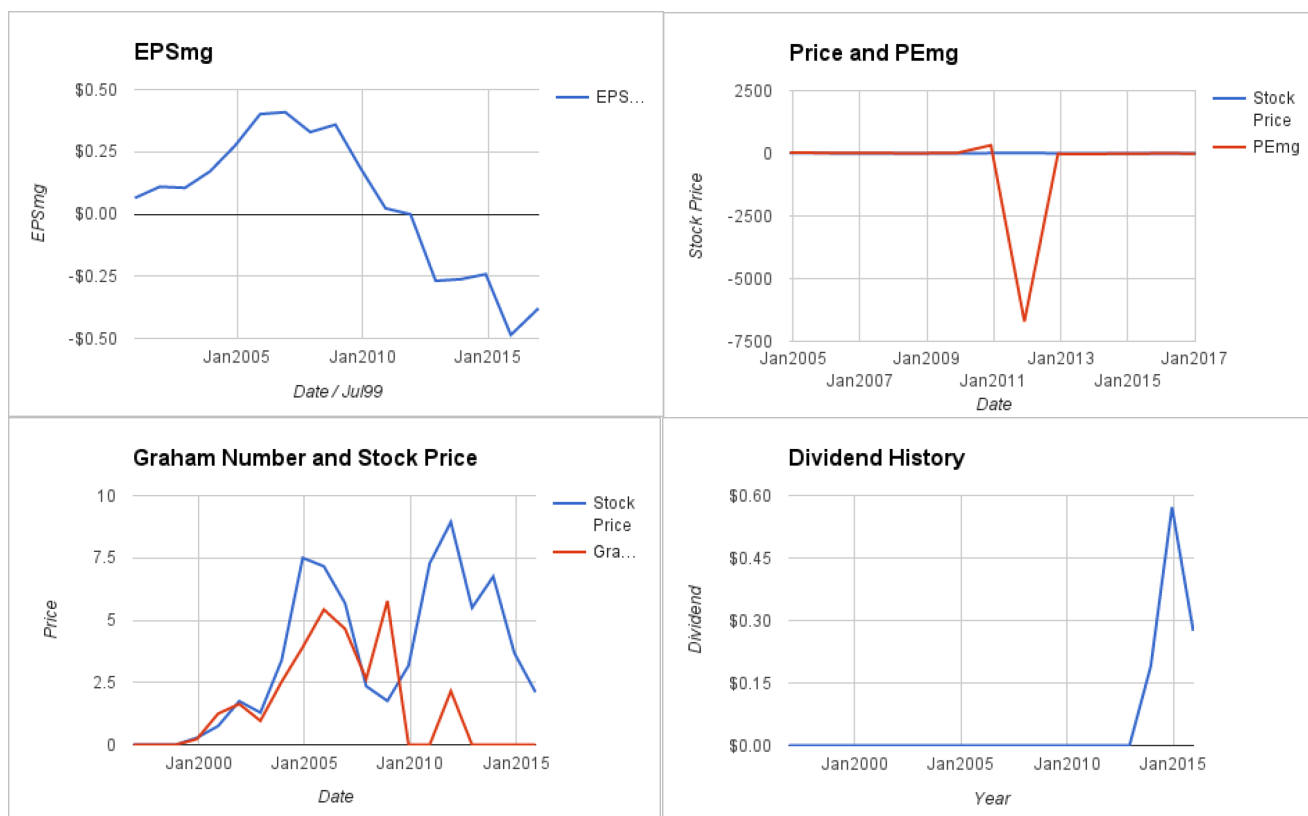 EPSmg
$0.50
$0.25
$0.00
-$0.25
-$0.50
EPSmg
Jan2005 Jan2010 Jan2015
Date / Jul99
EPS…
Price and PEmg
2500
0
-2500
-5000
-7500
Stock Price
Jan2005 Jan2009 Jan2013 Jan2017
Jan2007 Jan2011 Jan2015
Date
Stock
Price
PEmg
Graham Number and Stock Price
10
7.5
5
2.5
0
Price
Jan2000 Jan2005 Jan2010 Jan2015
Date
Stock
Price
Gra…
Dividend History
$0.60
$0.45
$0.30
$0.15
$0.00
Dividend
Jan2000 Jan2005 Jan2010 Jan2015
Year